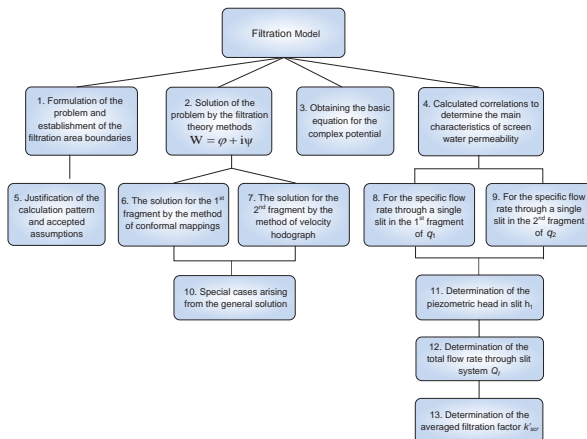 Filtration Model
1. Formulation of the
problem and
establishment of the
filtration area boundaries
2. Solution of the
problem by the filtration
theory methods
W = φ + iψ
3. Obtaining the basic
equation for the
complex potential
4. Calculated correlations to
determine the main
characteristics of screen
water permeability
5. Justification of the
calculation pattern
and accepted
assumptions
6. The solution for the 1st
fragment by the method
of conformal mappings
7. The solution for the
2nd fragment by the
method of velocity
hodograph
8. For the specific flow
rate through a single
slit in the 1st fragment
of q1
9. For the specific flow
rate through a single
slit in the 2nd fragment
of q2
10. Special cases arising
from the general solution
11. Determination of the
piezometric head in slit h1
12. Determination of the
total flow rate through slit
system Qf
13. Determination of the
averaged filtration factor k'scr